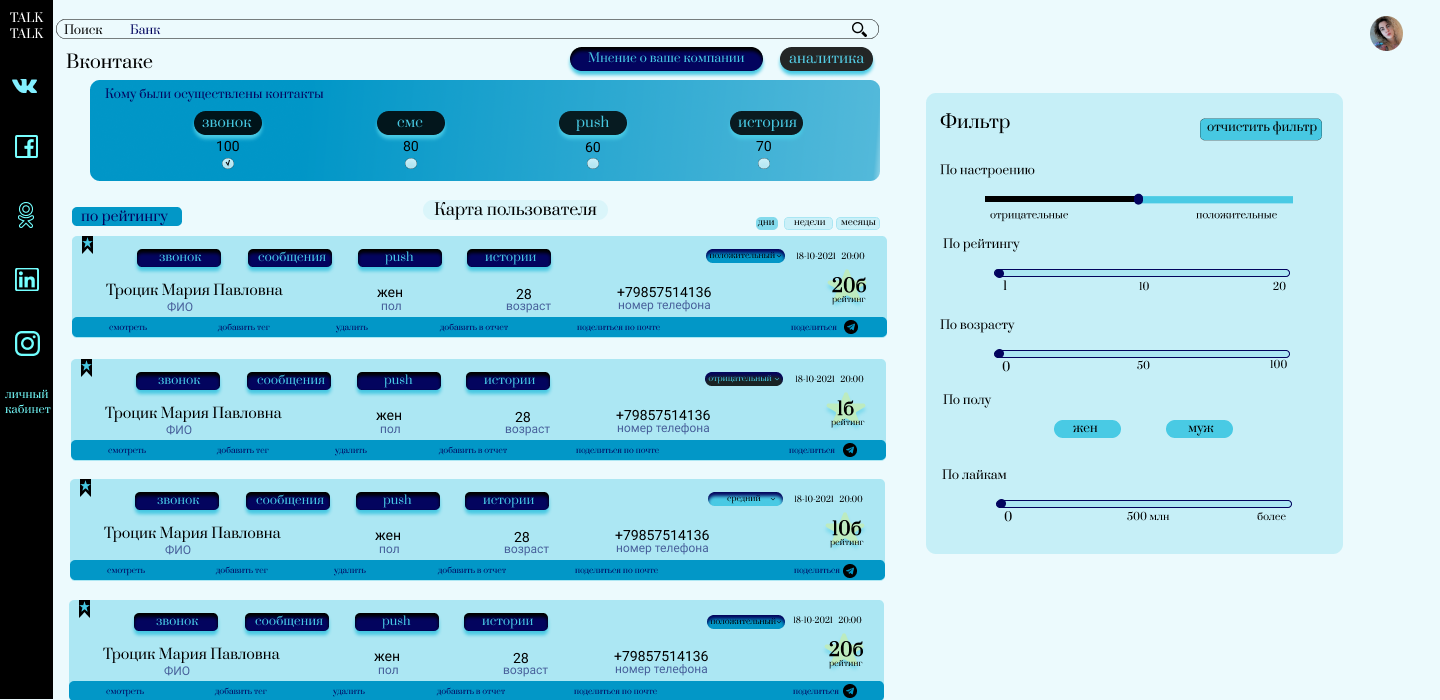 TALK
TALK
Поиск Банк
Вконтаке
Мнение о ваше компании аналитика
Кому были осуществлены контакты
звонок смс push история
100 80 60 70
личный
кабинет
по рейтингу
Карта пользователя
дни недели месяцы
звонок сообщения push истории положительный 18-10-2021 20:00
Троцик Мария Павловна жен 28 +79857514136 20б
ФИО пол возраст номер телефона рейтинг
смотреть добавить тег удалить добавить в отчет поделиться по почте поделиться
звонок сообщения push истории отрицательный 18-10-2021 20:00
Троцик Мария Павловна жен 28 +79857514136 1б
ФИО пол возраст номер телефона рейтинг
смотреть добавить тег удалить добавить в отчет поделиться по почте поделиться
звонок сообщения push истории средний 18-10-2021 20:00
Троцик Мария Павловна жен 28 +79857514136 10б
ФИО пол возраст номер телефона рейтинг
смотреть добавить тег удалить добавить в отчет поделиться по почте поделиться
звонок сообщения push истории положительный 18-10-2021 20:00
Троцик Мария Павловна жен 28 +79857514136 20б
ФИО пол возраст номер телефона рейтинг
смотреть добавить тег удалить добавить в отчет поделиться по почте поделиться
Фильтр отчистить фильтр
По настроению
отрицательные положительные
По рейтингу
1 10 20
По возрасту
0 50 100
По полу
жен муж
По лайкам
0 500 млн более